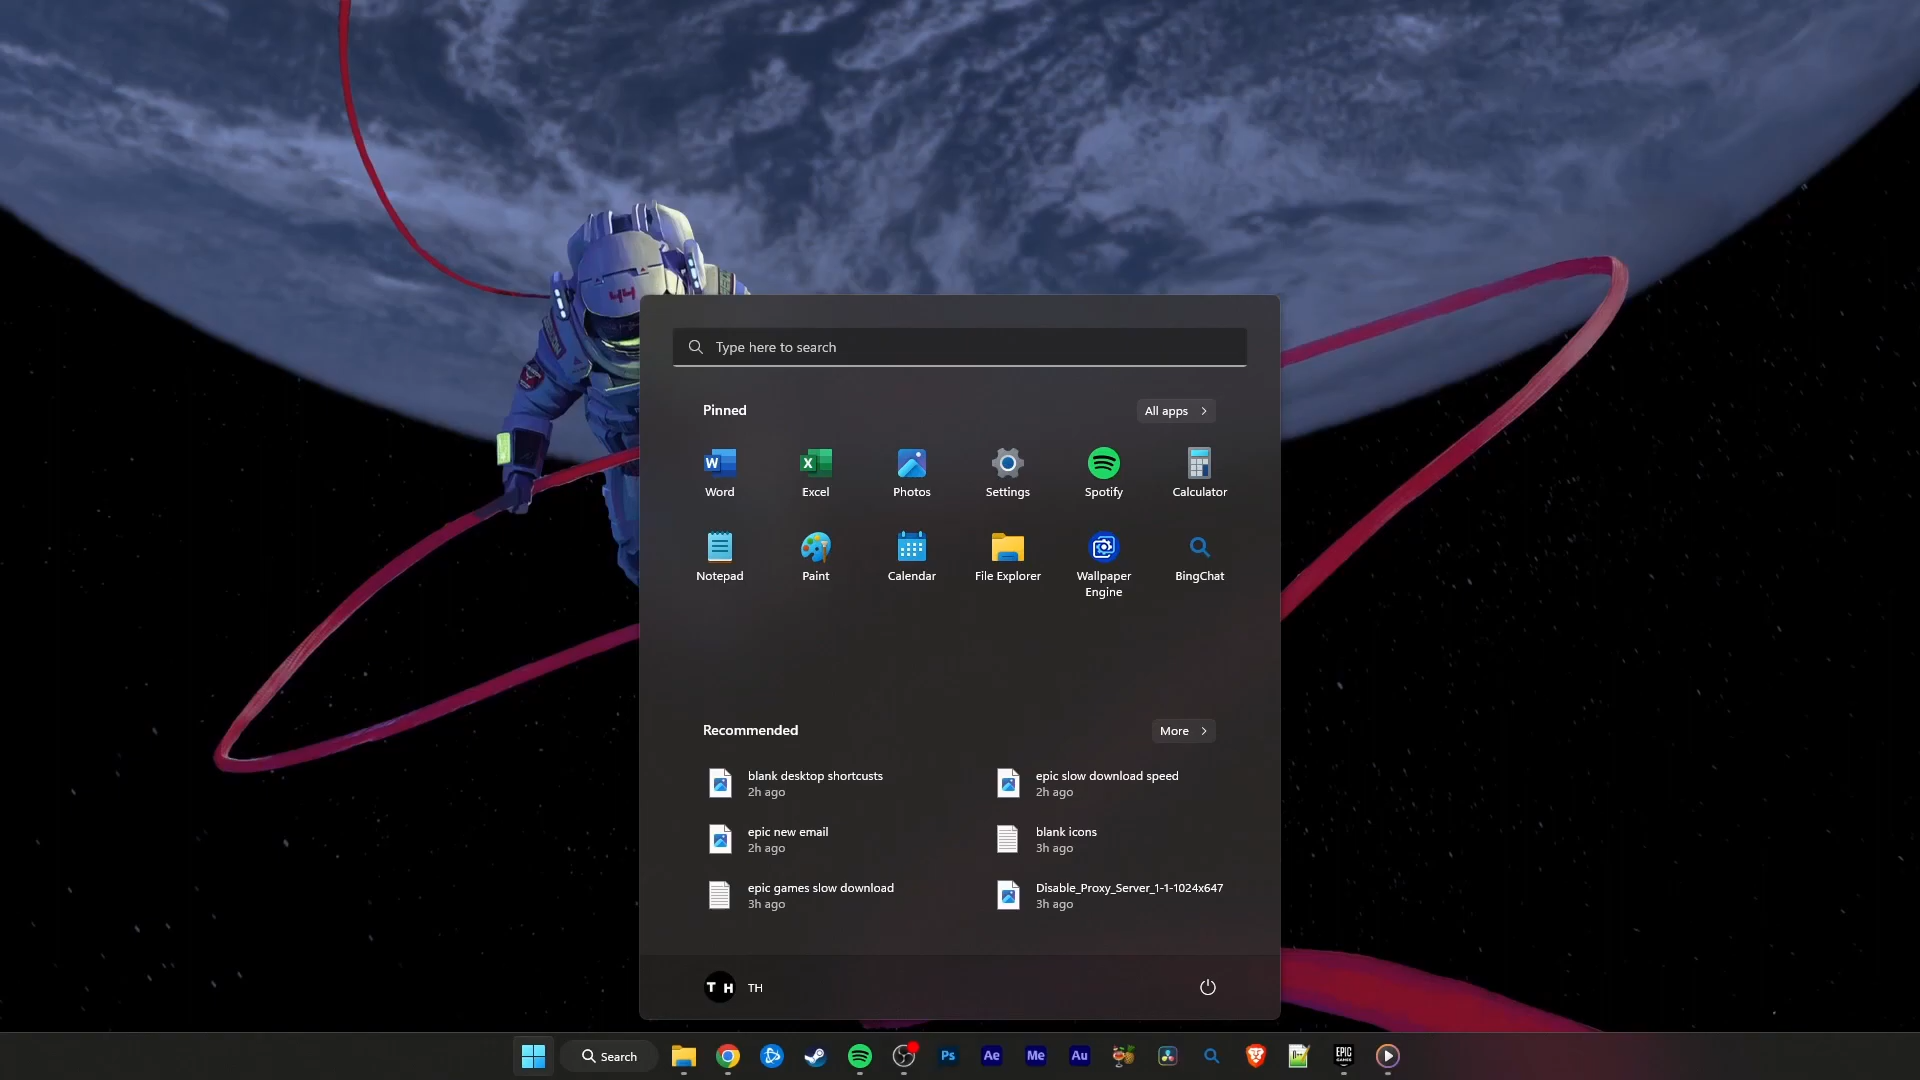 44
Type here to search
Pinned
All apps
Word
Excel
Photos
Settings
Spotify
Calculator
Notepad
Paint
Calendar
File Explorer
Wallpaper
Engine
BingChat
Recommended
More
blank desktop shortcusts
2h ago
epic slow download speed
2h ago
epic new email
2h ago
blank icons
3h ago
epic games slow download
3h ago
Disable_Proxy_Server_1-1-1024x647
3h ago
T H
TH
Search
Ps
Ae
Me
Au
EPIC
GAMES